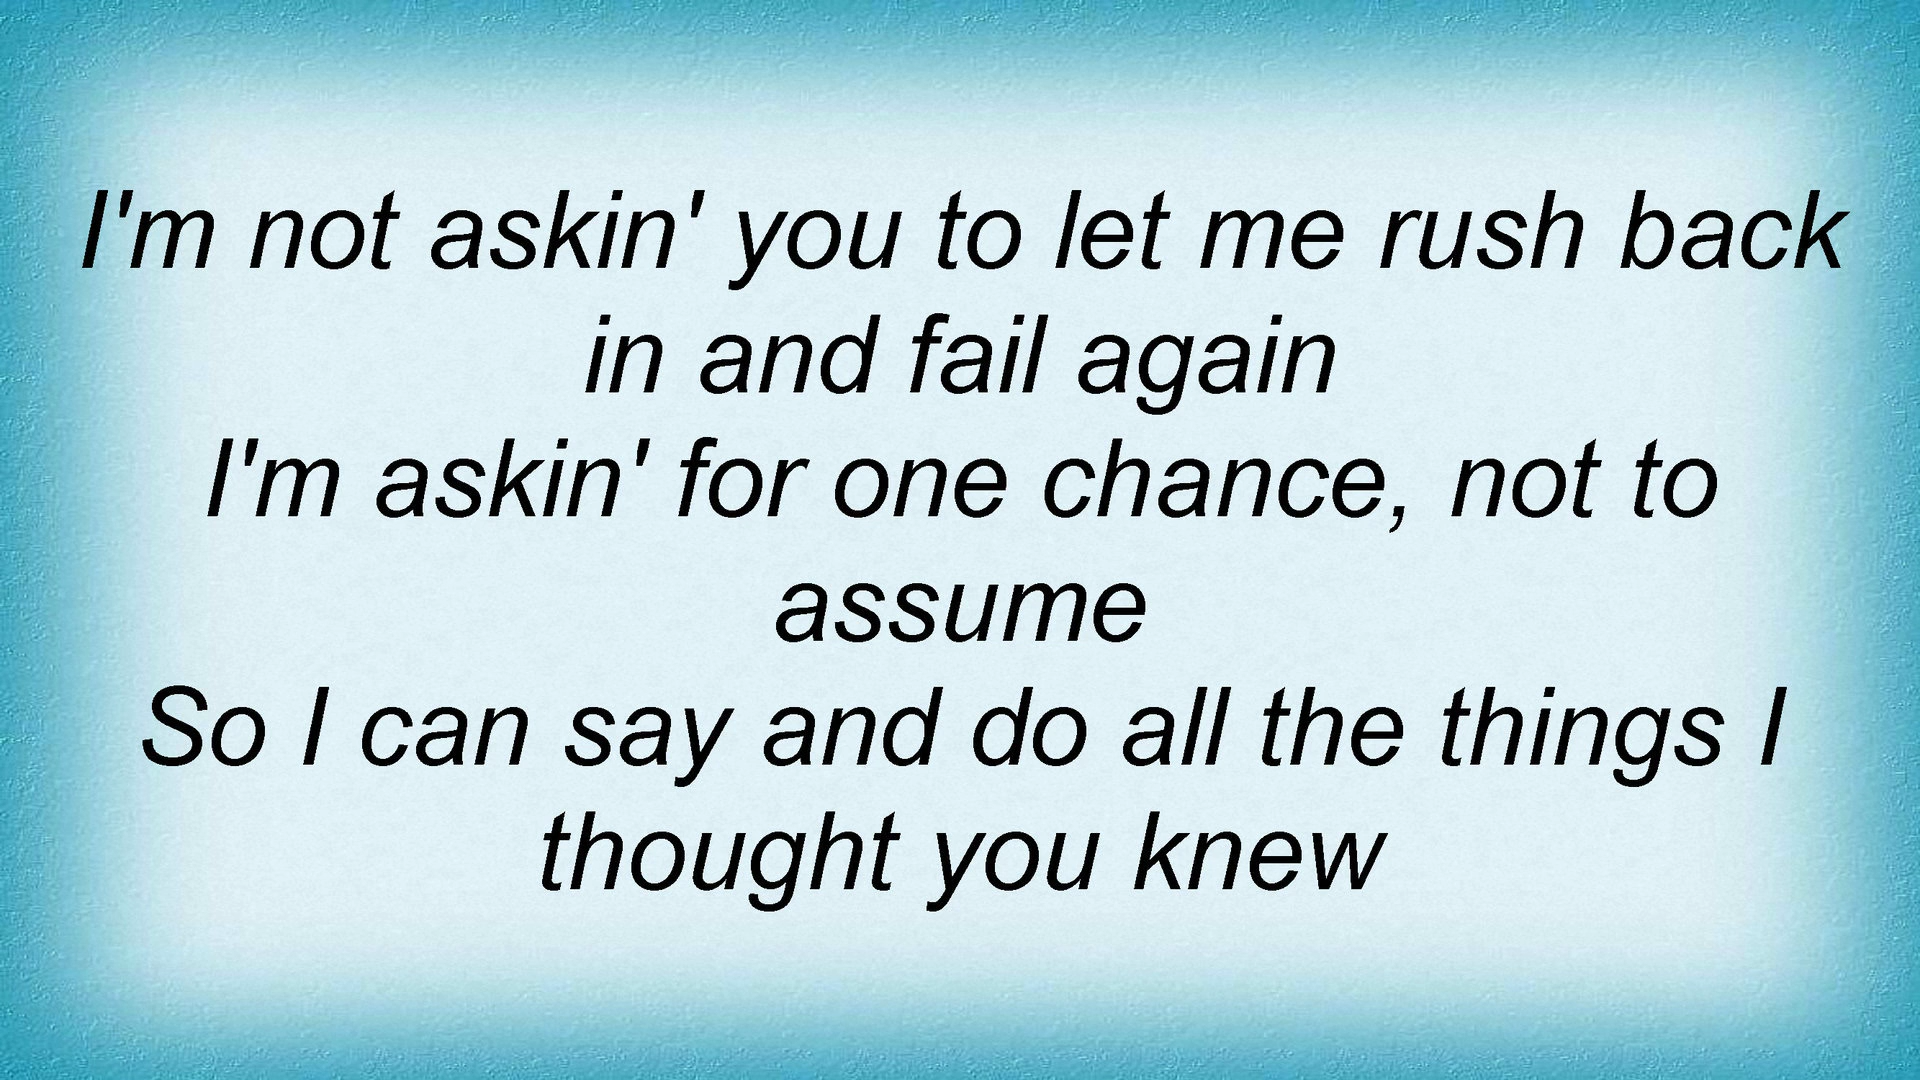 I'm not askin' you to let me rush back
in and fail again
I'm askin' for one chance, not to
assume
So I can say and do all the things I
thought you knew